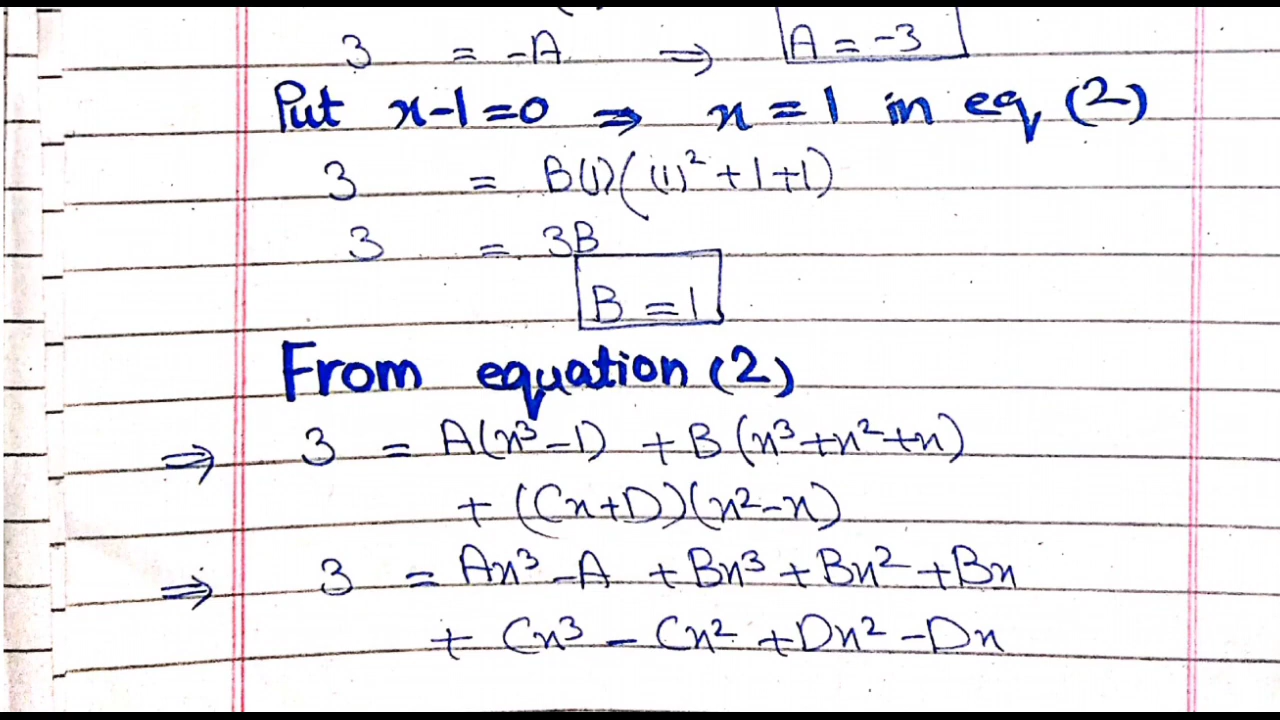 3 = -A ⇒ A = -3
Put x-1=0 ⇒ x = 1 in eq (2)
3 = B(1)((1)² + 1 + 1)
3 = 3B
B = 1
From equation (2)
⇒ 3 = A(x³-1) + B(x³+x²+x)
+ (Cx+D)(x²-x)
⇒ 3 = Ax³ - A + Bx³ + Bx² + Bx
+ Cx³ - Cx² + Dx² - Dx